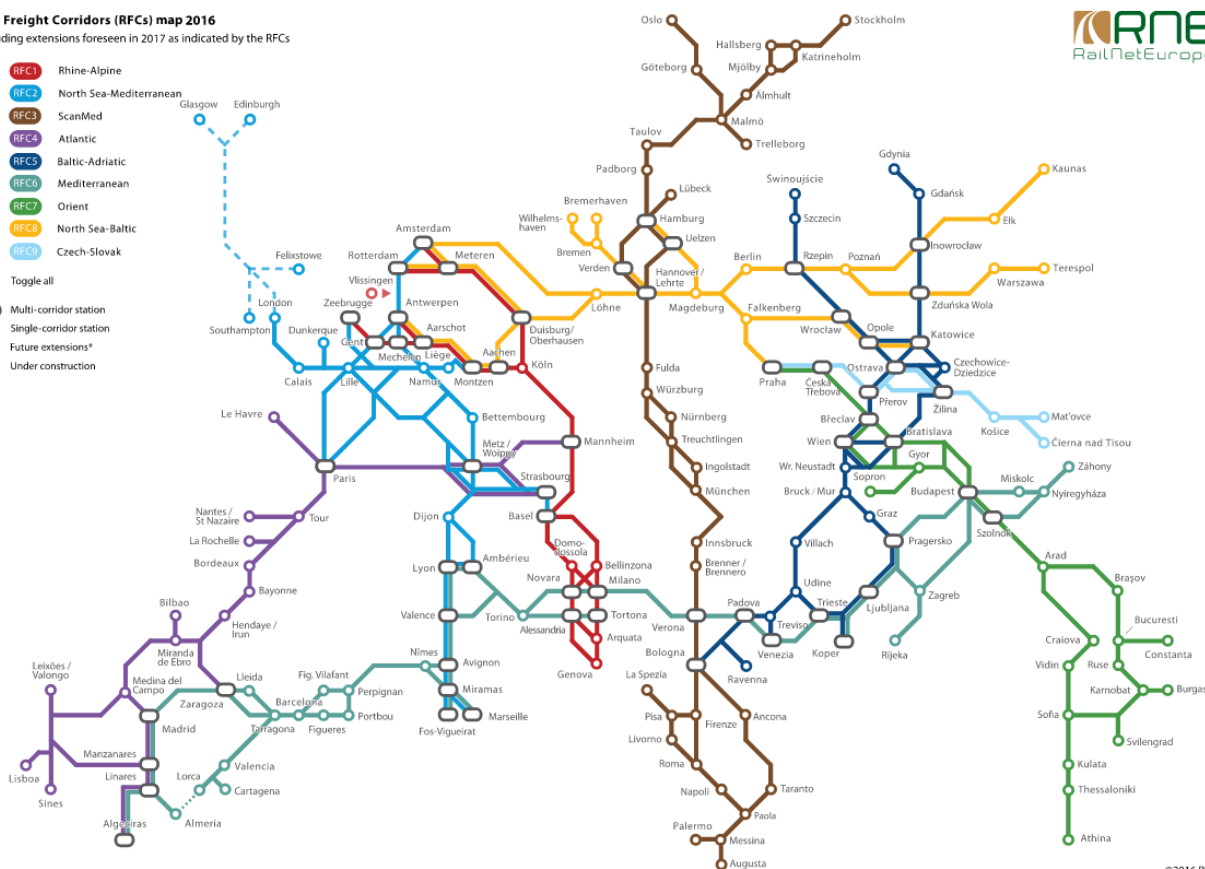 Freight Corridors (RFCs) map 2016
ding extensions foreseen in 2017 as indicated by the RFCs
RNE
RailNetEurope
RFC1 Rhine-Alpine
RFC2 North Sea-Mediterranean
RFC3 ScanMed
RFC4 Atlantic
RFC5 Baltic-Adriatic
RFC6 Mediterranean
RFC7 Orient
RFC8 North Sea-Baltic
RFC9 Czech-Slovak
Toggle all
Multi-corridor station
Single-corridor station
Future extensions*
Under construction
Oslo
Stockholm
Hallsberg
Katrineholm
Göteborg
Mjölby
Älmhult
Malmö
Taulov
Trelleborg
Padborg
Glasgow
Edinburgh
Gdynia
Kaunas
Świnoujście
Gdańsk
Lübeck
Bremerhaven
Wilhelms-
haven
Hamburg
Szczecin
Ełk
Amsterdam
Uelzen
Inowrocław
Bremen
Felixstowe
Rotterdam
Meteren
Verden
Hannover /
Lehrte
Berlin
Rzepin
Poznań
Terespol
Warszawa
Vlissingen
Zeebrugge
Antwerpen
Löhne
Magdeburg
Falkenberg
Zduńska Wola
London
Southampton
Dunkerque
Gent
Aarschot
Duisburg/
Oberhausen
Wrocław
Opole
Katowice
Mechelen
Liège
Aachen
Calais
Lille
Namur
Montzen
Köln
Fulda
Praha
Česká
Třebova
Ostrava
Czechowice-
Dziedzice
Würzburg
Přerov
Žilina
Le Havre
Bettembourg
Nürnberg
Břeclav
Košice
Mat'ovce
Metz /
Woippy
Mannheim
Treuchtlingen
Wien
Bratislava
Čierna nad Tisou
Paris
Strasbourg
Ingolstadt
Wr. Neustadt
Sopron
Gyor
Miskolc
Záhony
München
Bruck / Mur
Budapest
Nyíregyháza
Nantes /
St Nazaire
Tour
Dijon
Basel
Graz
Szolnok
La Rochelle
Innsbruck
Villach
Pragersko
Bordeaux
Lyon
Ambérieu
Domo-
dossola
Bellinzona
Brenner /
Brennero
Arad
Brașov
Bayonne
Novara
Milano
Udine
Ljubljana
Zagreb
Bilbao
Valence
Torino
Alessandria
Tortona
Verona
Padova
Trieste
Bucuresti
Hendaye /
Irun
Treviso
Miranda
de Ebro
Arquata
Venezia
Koper
Rijeka
Craiova
Constanta
Leixões /
Valongo
Nîmes
Avignon
Genova
Bologna
Ravenna
Vidin
Ruse
Medina del
Campo
Lleida
Fig. Vilafant
Perpignan
Miramas
La Spezia
Karnobat
Burgas
Zaragoza
Barcelona
Madrid
Tarragona
Figueres
Portbou
Fos-Vigueirat
Marseille
Pisa
Firenze
Ancona
Sofia
Livorno
Svilengrad
Manzanares
Valencia
Roma
Kulata
Lisboa
Linares
Lorca
Cartagena
Sines
Napoli
Taranto
Thessaloniki
Algeciras
Almería
Paola
Palermo
Messina
Athina
Augusta